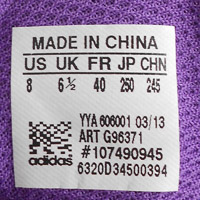 MADE IN CHINA
US UK FR JP CHN
8 6½ 40 250 245
YYA 606001 03/13
ART G96371
#107490945
adidas
6320D34500394